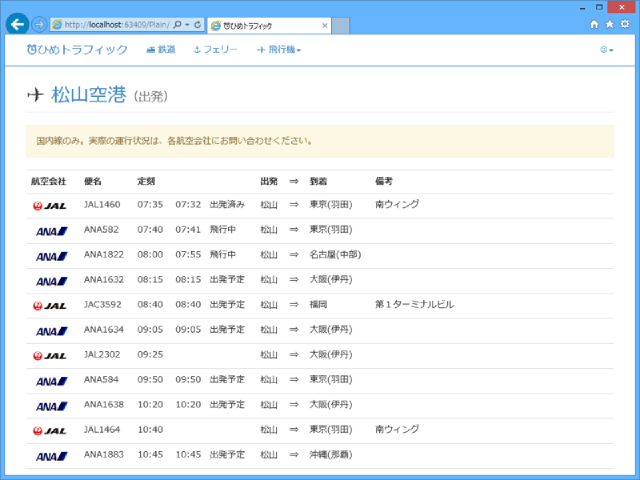 http://localhost:63409/Plain/
ひめトラフィック
ひめトラフィック 鉄道 フェリー 飛行機
松山空港 (出発)
国内線のみ。実際の運行状況は、各航空会社にお問い合わせください。
航空会社 便名 定刻 出発 ⇒ 到着 備考
JAL JAL1460 07:35 07:32 出発済み 松山 ⇒ 東京(羽田) 南ウィング
ANA ANA582 07:40 07:41 飛行中 松山 ⇒ 東京(羽田)
ANA ANA1822 08:00 07:55 飛行中 松山 ⇒ 名古屋(中部)
ANA ANA1632 08:15 08:15 出発予定 松山 ⇒ 大阪(伊丹)
JAL JAC3592 08:40 08:40 出発予定 松山 ⇒ 福岡 第1ターミナルビル
ANA ANA1634 09:05 09:05 出発予定 松山 ⇒ 大阪(伊丹)
JAL JAL2302 09:25 松山 ⇒ 大阪(伊丹)
ANA ANA584 09:50 09:50 出発予定 松山 ⇒ 東京(羽田)
ANA ANA1638 10:20 10:20 出発予定 松山 ⇒ 大阪(伊丹)
JAL JAL1464 10:40 松山 ⇒ 東京(羽田) 南ウィング
ANA ANA1883 10:45 10:45 出発予定 松山 ⇒ 沖縄(那覇)